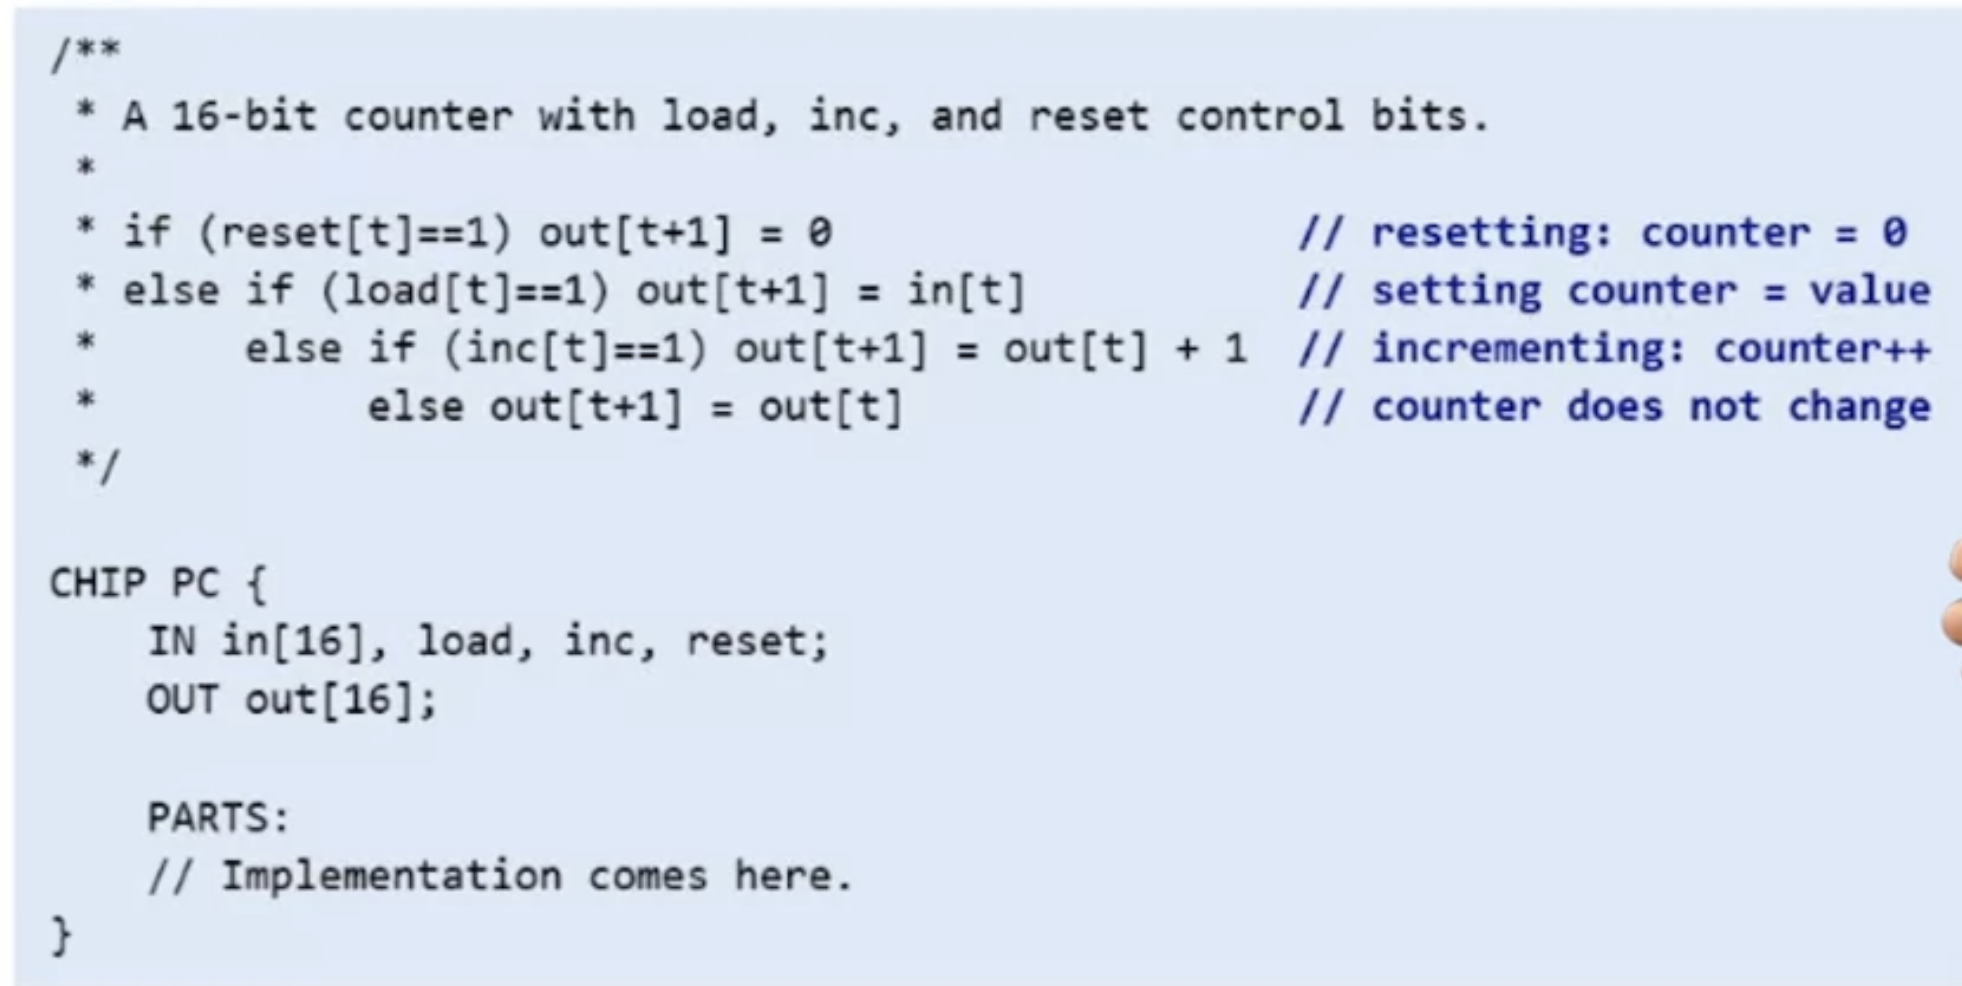 /**
 * A 16-bit counter with load, inc, and reset control bits.
 *
 * if (reset[t]==1) out[t+1] = 0 // resetting: counter = 0
 * else if (load[t]==1) out[t+1] = in[t] // setting counter = value
 *      else if (inc[t]==1) out[t+1] = out[t] + 1 // incrementing: counter++
 *           else out[t+1] = out[t] // counter does not change
 */
CHIP PC {
    IN in[16], load, inc, reset;
    OUT out[16];
    PARTS:
    // Implementation comes here.
}